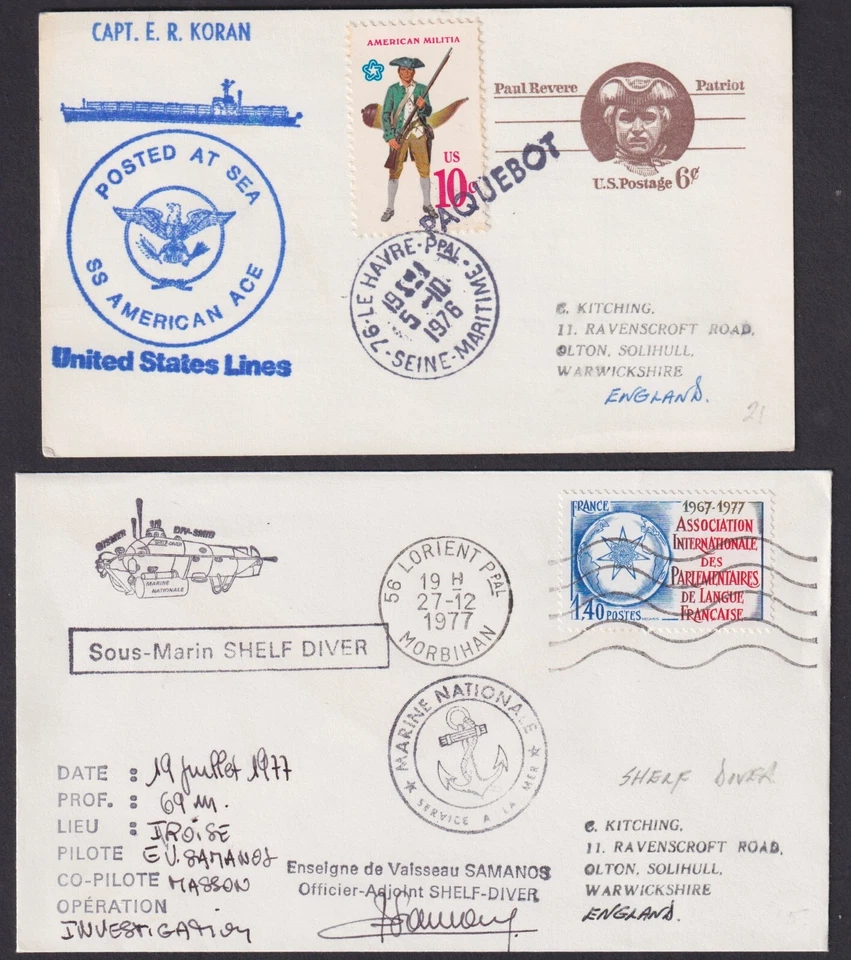 CAPT. E. R. KORAN
POSTED AT SEA
SS AMERICAN ACE
United States Lines
AMERICAN MILITIA
US
10c
PAQUEBOT
76-LE HAVRE-PPAL-SEINE-MARITIME
1976
Paul Revere Patriot
U.S. Postage 6¢
C. KITCHING,
11, RAVENSCROFT ROAD,
OLTON, SOLIHULL,
WARWICKSHIRE
ENGLAND.
21
SHELF DIVER
MARINE
NATIONALE
Sous-Marin SHELF DIVER
56 LORIENT PPAL
19 H
27-12
1977
MORBIHAN
FRANCE
1967-1977
ASSOCIATION
INTERNATIONALE
DES
PARLEMENTAIRES
DE LANGUE
FRANÇAISE
1,40 POSTES
MARINE NATIONALE
SERVICE A LA MER
DATE : 19 juillet 1977
PROF. : 69 m.
LIEU : IROISE
PILOTE E.V. SAMANOS
CO-PILOTE MASSON
OPÉRATION
INVESTIGATION
Enseigne de Vaisseau SAMANOS
Officier-Adjoint SHELF-DIVER
SHELF DIVER
C. KITCHING,
11, RAVENSCROFT ROAD,
OLTON, SOLIHULL,
WARWICKSHIRE
ENGLAND.